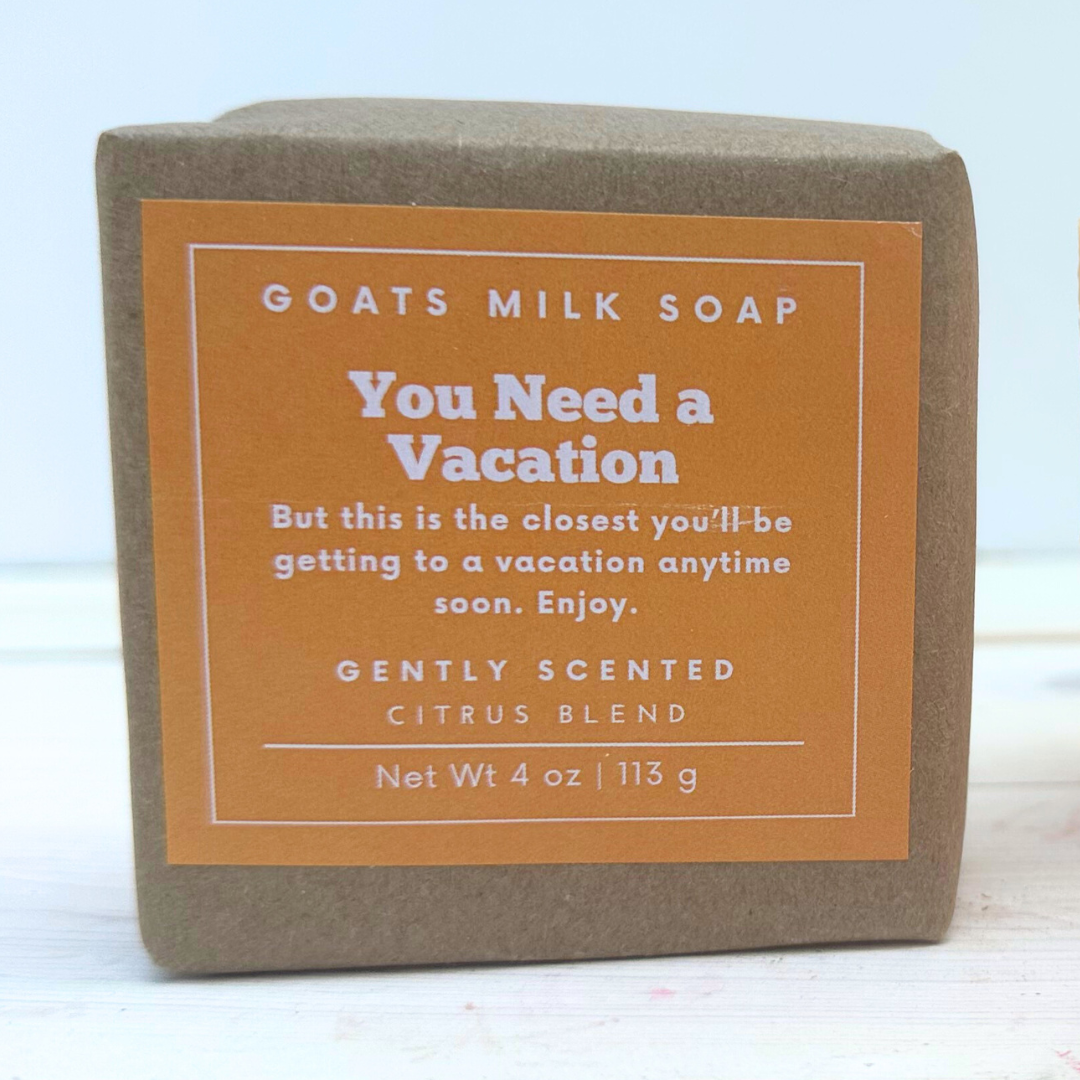 GOATS MILK SOAP
You Need a
Vacation
But this is the closest you'll be
getting to a vacation anytime
soon. Enjoy.
GENTLY SCENTED
CITRUS BLEND
Net Wt 4 oz | 113 g